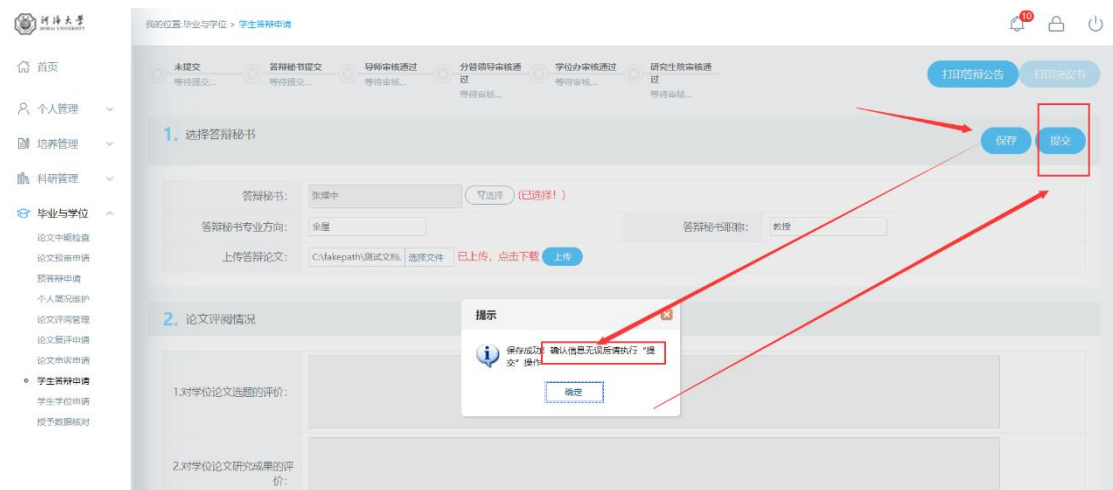 河海大学
HOHAI UNIVERSITY
我的位置:毕业与学位 > 学生答辩申请
10
首页
个人管理
培养管理
科研管理
毕业与学位
论文中期检查
论文预审申请
预答辩申请
个人简况维护
论文评阅管理
论文复评申请
论文申诉申请
学生答辩申请
学生学位申请
授予数据核对
未提交
等待提交...
答辩秘书提交
等待提交...
导师审核通过
等待审核...
分管领导审核通
过
等待审核...
学位办审核通过
等待审核...
研究生院审核通
过
等待审核...
打印答辩公告
打印决议书
1. 选择答辩秘书
保存
提交
答辩秘书:
选择
(已选择! )
答辩秘书专业方向:
答辩秘书职称:
教授
上传答辩论文:
C:\fakepath\测试文档.
选择文件
已上传, 点击下载
上传
2. 论文评阅情况
提示
保存成功! 确认信息无误后请执行 "提
交" 操作
确定
1.对学位论文选题的评价:
2.对学位论文研究成果的评
价: